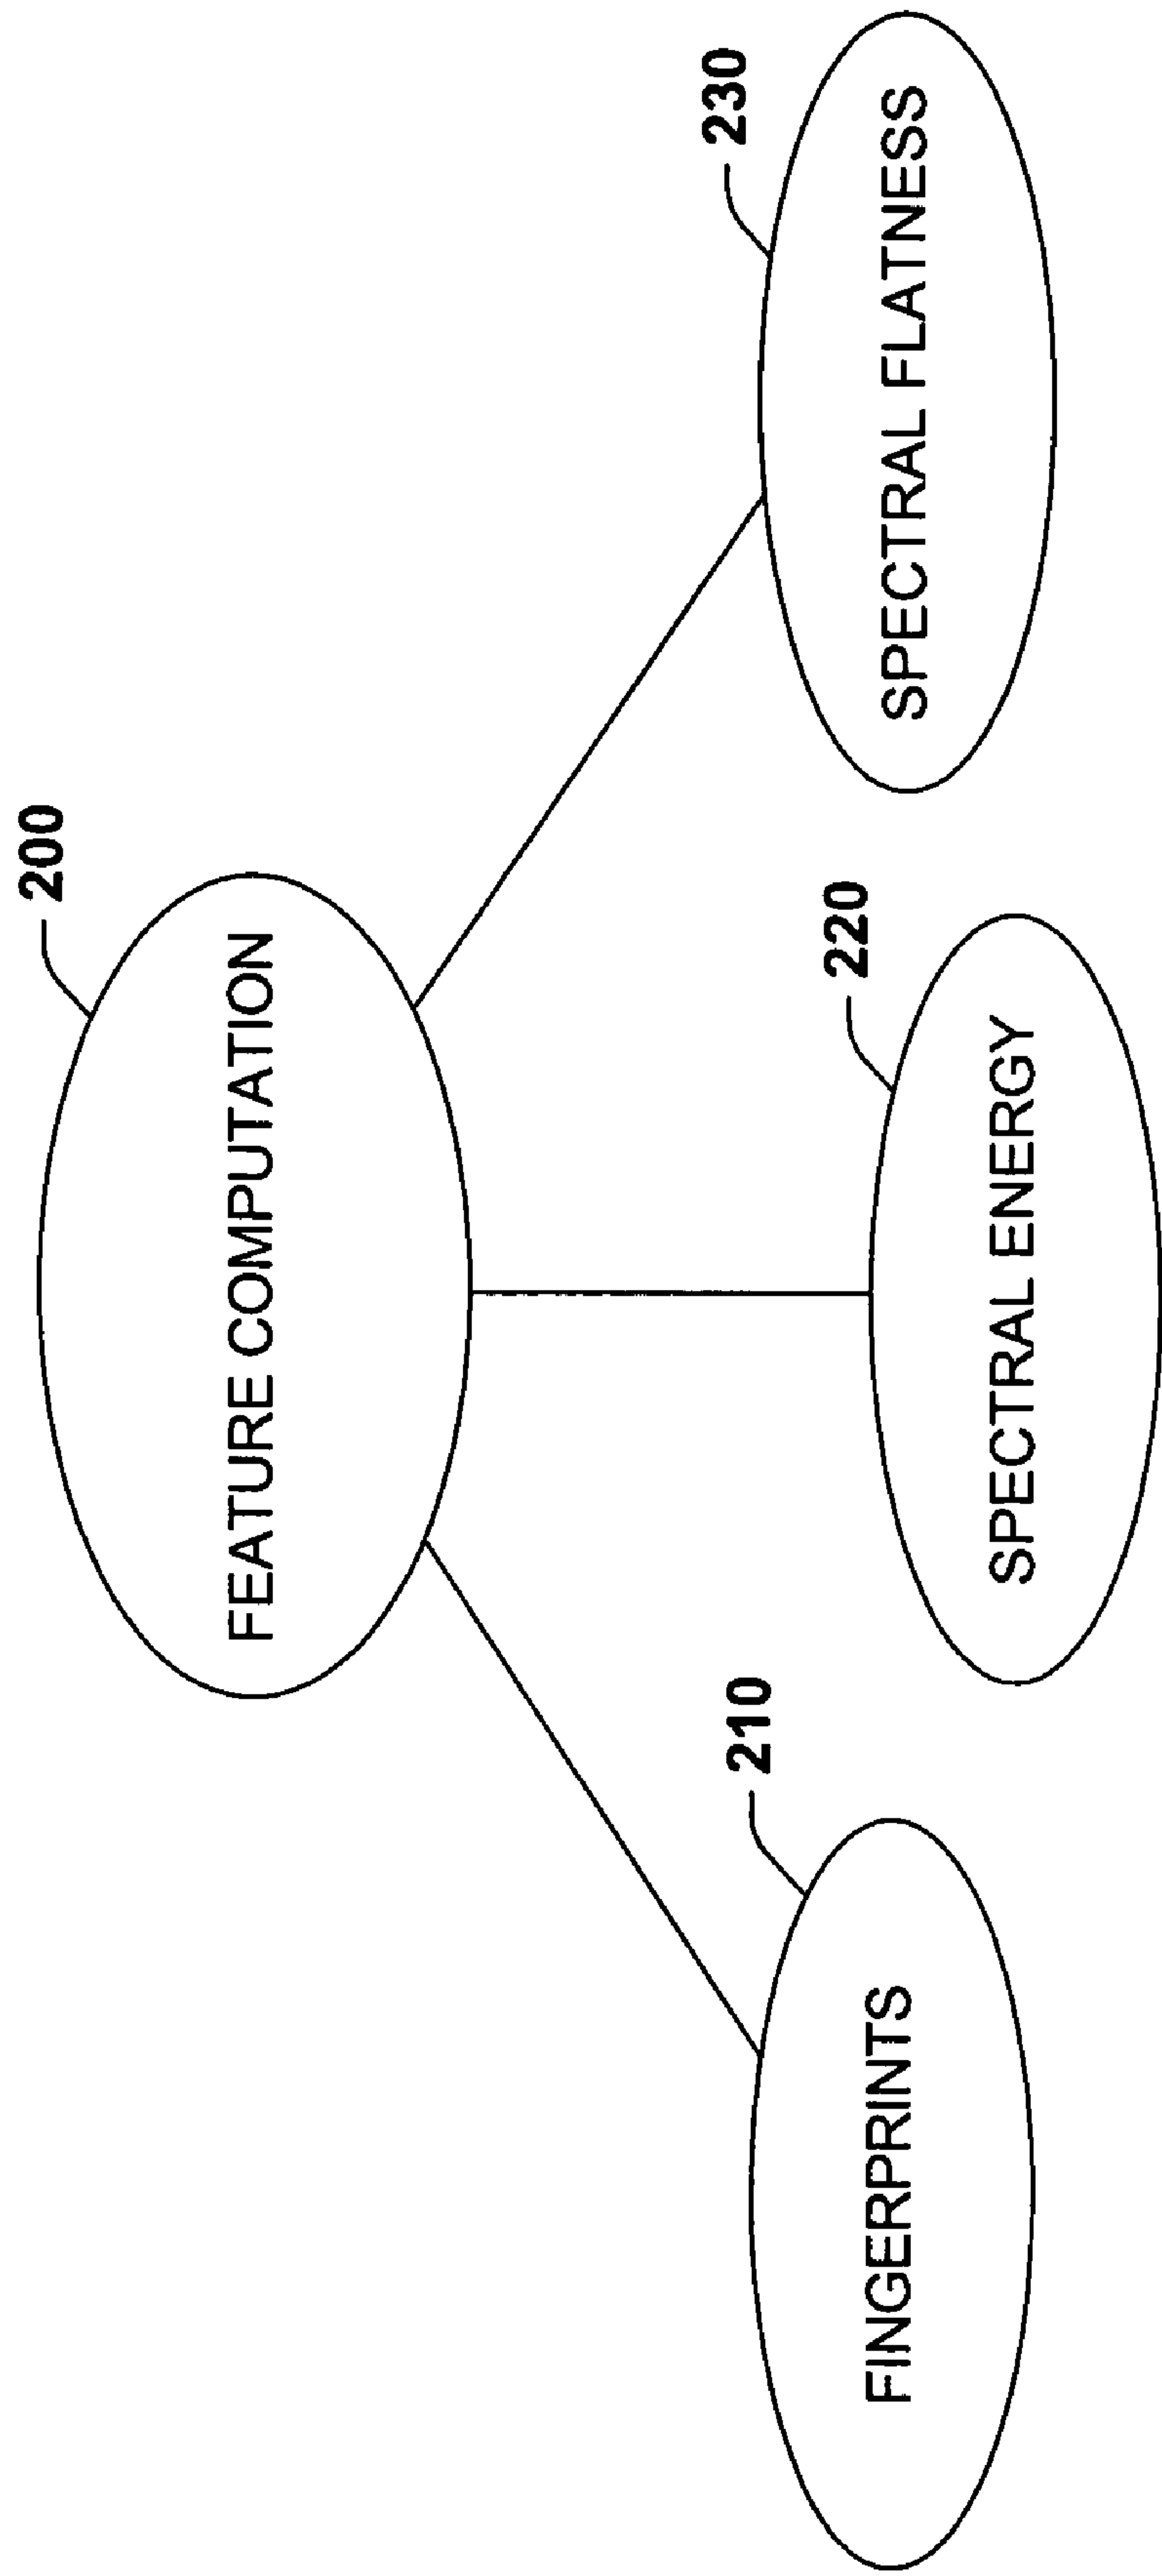 200
FEATURE COMPUTATION
210
FINGERPRINTS
220
SPECTRAL ENERGY
230
SPECTRAL FLATNESS